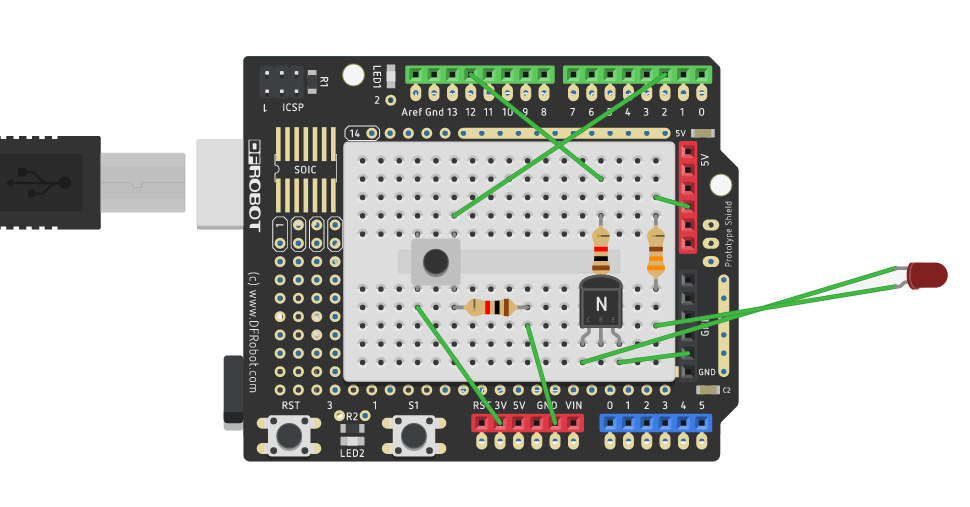 ICSP
R1
LED1
2
Aref Gnd 13 12 11 10 9 8
7 6 5 4 3 2 1 0
14
5V
5V
SOIC
DFROBOT
1
Prototype Shield
N
C B E
(c) www.DFRobot.com
GND
GND
C2
RST
3
R2
1
S1
RST 3V 5V GND VIN
0 1 2 3 4 5
LED2